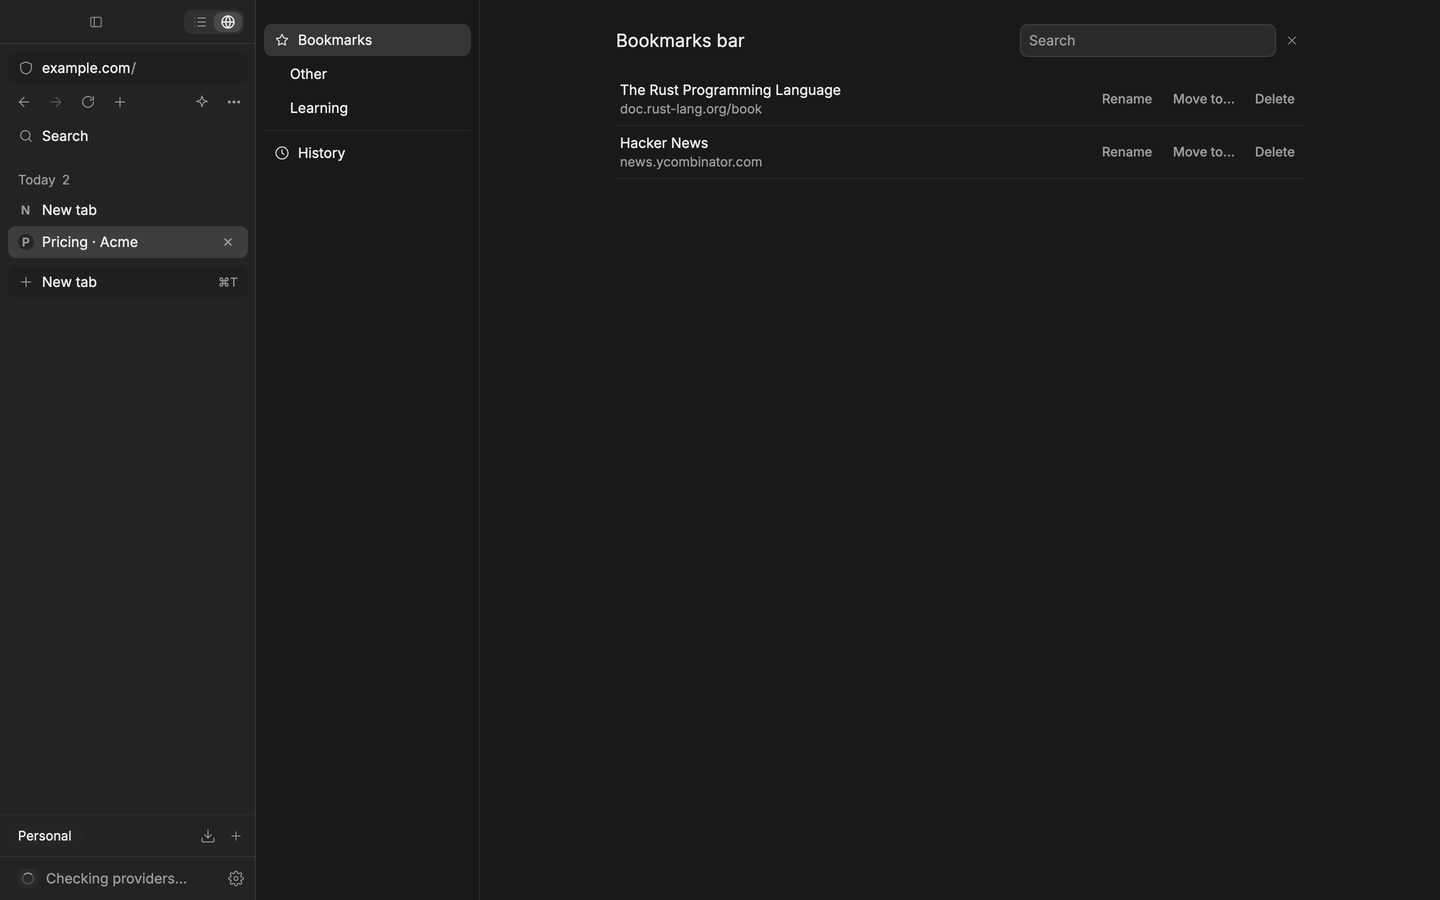 example.com/
Search
Today 2
N New tab
P Pricing · Acme
New tab ⌘T
Personal
Checking providers...
Bookmarks
Other
Learning
History
Bookmarks bar
Search
The Rust Programming Language
doc.rust-lang.org/book
Rename Move to... Delete
Hacker News
news.ycombinator.com
Rename Move to... Delete